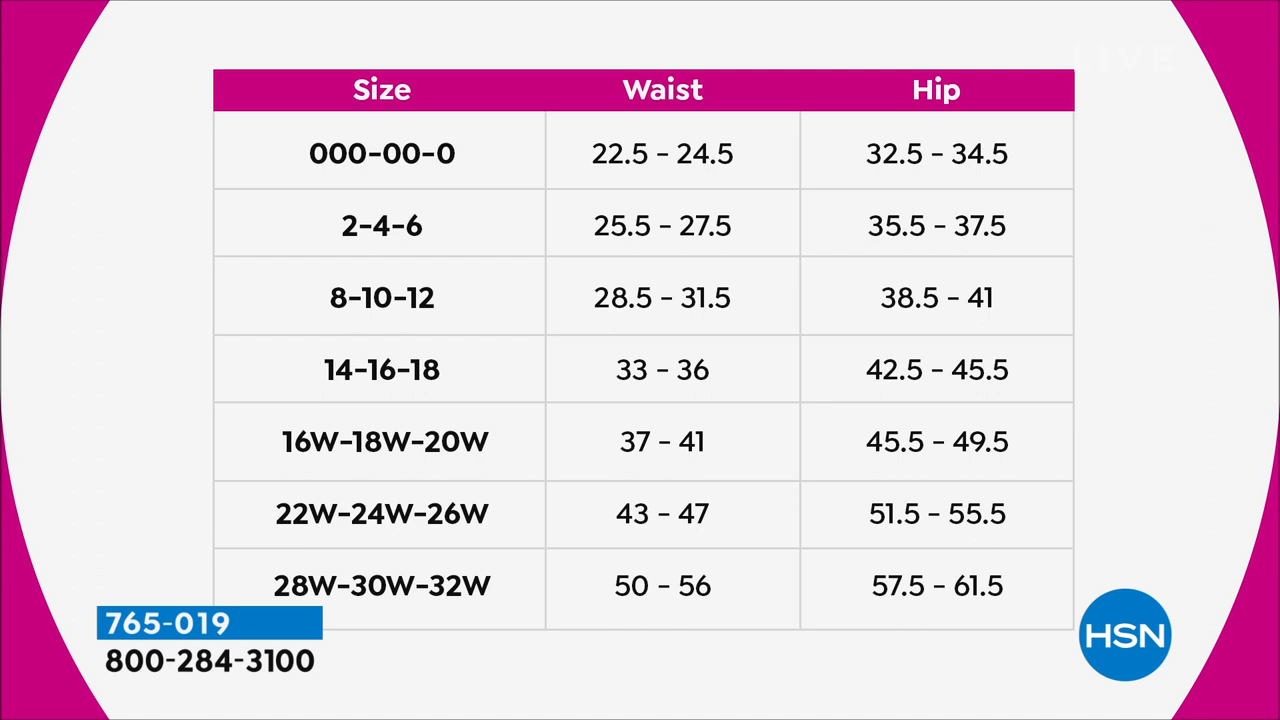 LIVE
Size Waist Hip
000-00-0 22.5 - 24.5 32.5 - 34.5
2-4-6 25.5 - 27.5 35.5 - 37.5
8-10-12 28.5 - 31.5 38.5 - 41
14-16-18 33 - 36 42.5 - 45.5
16W-18W-20W 37 - 41 45.5 - 49.5
22W-24W-26W 43 - 47 51.5 - 55.5
28W-30W-32W 50 - 56 57.5 - 61.5
765-019
800-284-3100
HSN